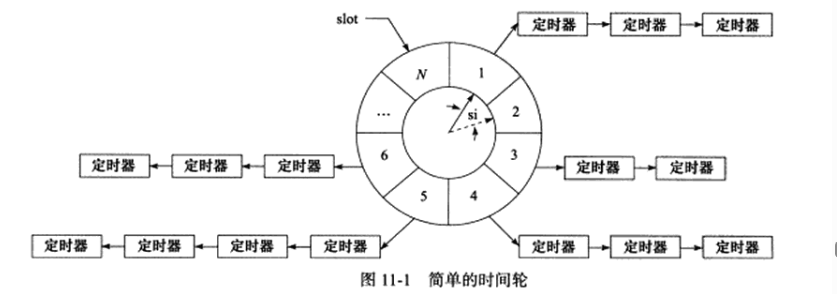 slot
定时器 定时器 定时器
N 1
... si 2
6 3
定时器 定时器 定时器
定时器 定时器
5 4
定时器 定时器 定时器 定时器
定时器 定时器 定时器
图 11-1 简单的时间轮